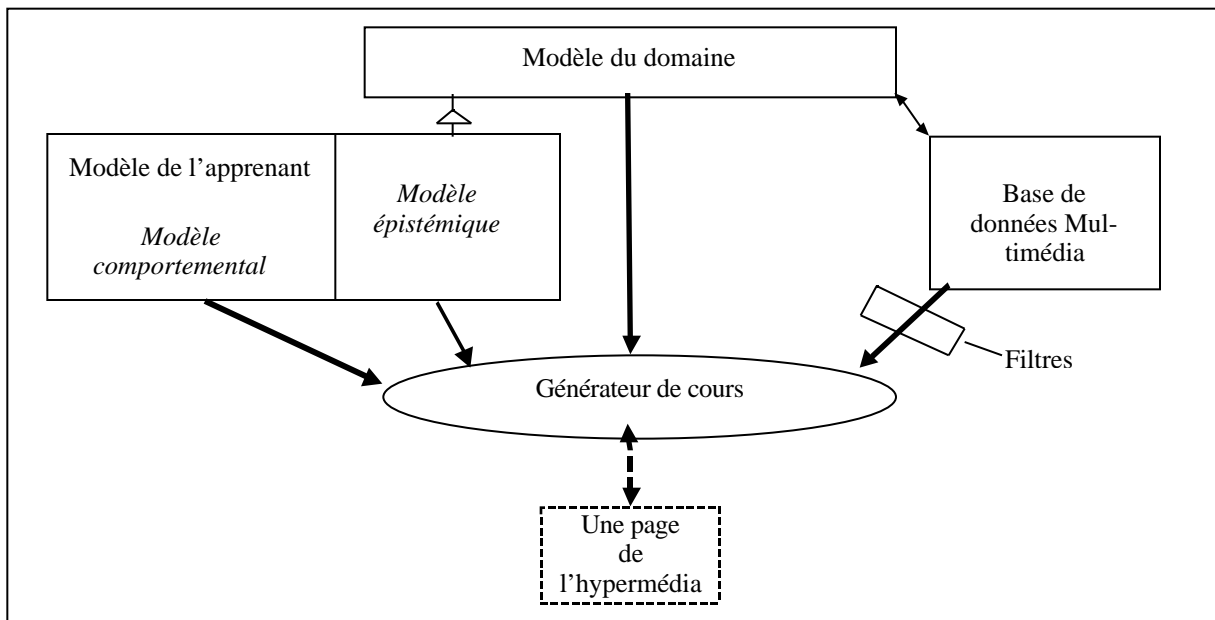 Modèle du domaine
Modèle de l’apprenant
Modèle
comportemental
Modèle
épistémique
Base de
données Mul-
timédia
Filtres
Générateur de cours
Une page
de
l’hypermédia